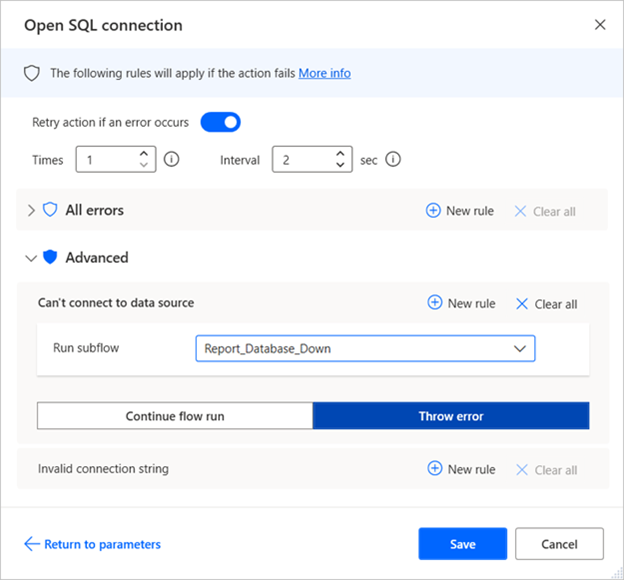 Open SQL connection
The following rules will apply if the action fails More info
Retry action if an error occurs
Times 1 Interval 2 sec
All errors New rule Clear all
Advanced
Can't connect to data source New rule Clear all
Run subflow Report_Database_Down
Continue flow run Throw error
Invalid connection string New rule Clear all
Return to parameters Save Cancel